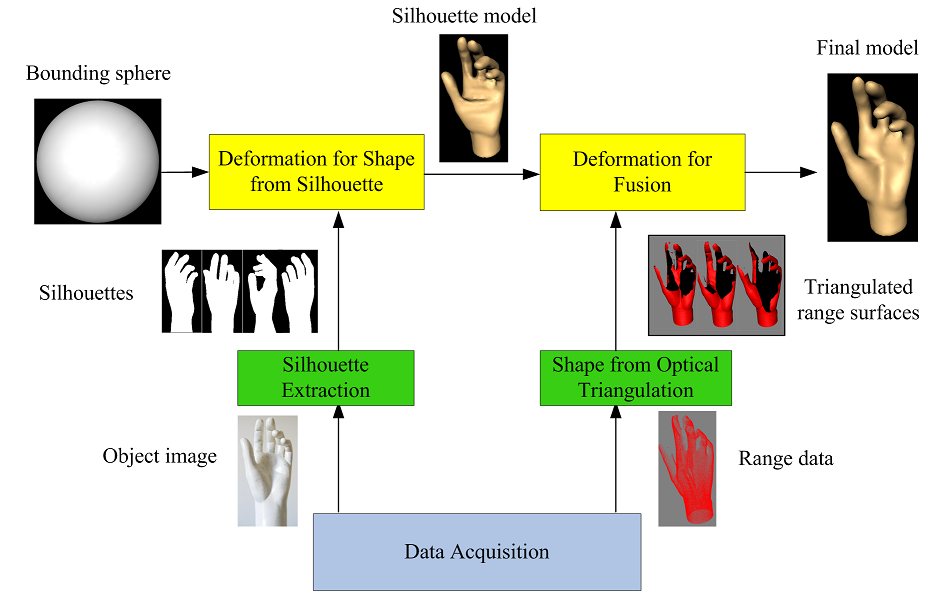 Silhouette model
Final model
Bounding sphere
Deformation for Shape
from Silhouette
Deformation for
Fusion
Silhouettes
Triangulated
range surfaces
Silhouette
Extraction
Shape from Optical
Triangulation
Object image
Range data
Data Acquisition